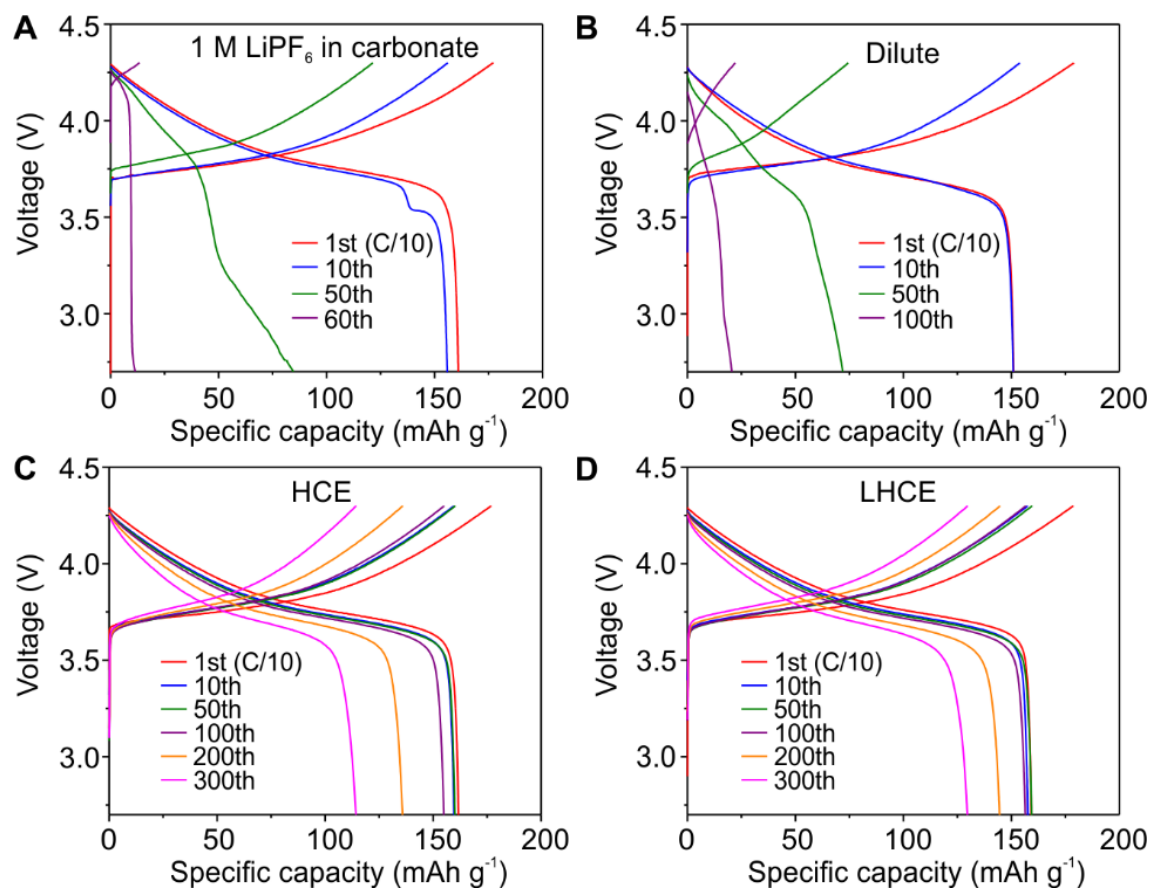 A
1 M LiPF₆ in carbonate
4.5
4.0
3.5
3.0
Voltage (V)
1st (C/10)
10th
50th
60th
0 50 100 150 200
Specific capacity (mAh g⁻¹)
B
Dilute
4.5
4.0
3.5
3.0
Voltage (V)
1st (C/10)
10th
50th
100th
0 50 100 150 200
Specific capacity (mAh g⁻¹)
C
HCE
4.5
4.0
3.5
3.0
Voltage (V)
1st (C/10)
10th
50th
100th
200th
300th
0 50 100 150 200
Specific capacity (mAh g⁻¹)
D
LHCE
4.5
4.0
3.5
3.0
Voltage (V)
1st (C/10)
10th
50th
100th
200th
300th
0 50 100 150 200
Specific capacity (mAh g⁻¹)